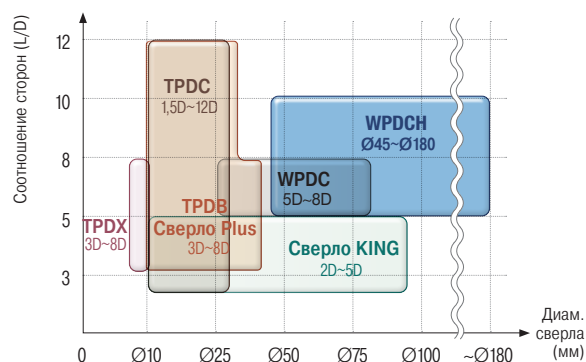 Соотношение сторон (L/D)
12
10
8
5
3
TPDC
1,5D~12D
WPDCH
Ø45~Ø180
WPDC
5D~8D
TPDX
3D~8D
TPDB
Сверло Plus
3D~8D
Сверло KING
2D~5D
0 Ø10 Ø25 Ø50 Ø75 Ø100 ~Ø180
Диам.
сверла
(мм)